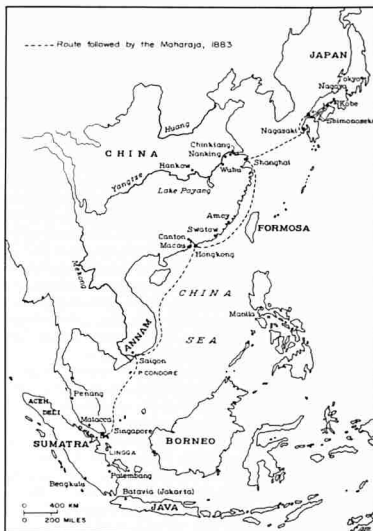 ------ Route followed by the Maharaja, 1883
JAPAN
Tokyo
Nagoya
Kobe
Shimonoseki
Nagasaki
Huang
CHINA
Chinkiang
Nanking
Hankow
Wuhu
Shanghai
Yangtze
Lake Poyang
Amoy
Swatow
FORMOSA
Canton
Macau
Hongkong
Mekong
CHINA
SEA
Manila
ANNAM
Saigon
P. CONDORE
Penang
ACEH
DELI
Malacca
Singapore
SUMATRA
LINGGA
BORNEO
Palembang
Bengkulu
Batavia (Jakarta)
JAVA
0 400 KM
0 200 MILES